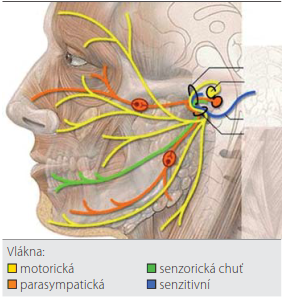 Vlákna:
motorická
senzorická chuť
parasympatická
senzitivní